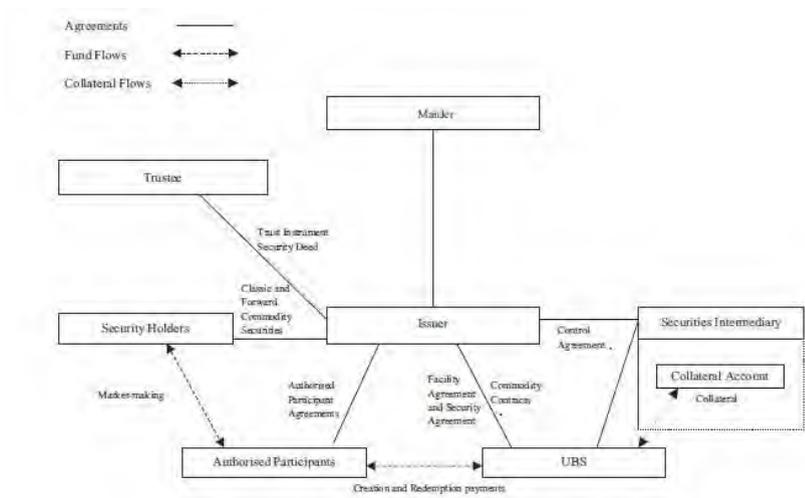 Agreements
Fund Flows
Collateral Flows
Trustee
Trust Instrument
Security Deed
Classic and
Forward
Commodity
Securities
Security Holders
Issuer
Securities Intermediary
Control
Agreement
Collateral Account
Collateral
Market-making
Authorised
Participant
Agreements
Facility
Agreement
and Security
Agreement
Commodity
Contracts
Authorised Participants
UBS
Creation and Redemption payments